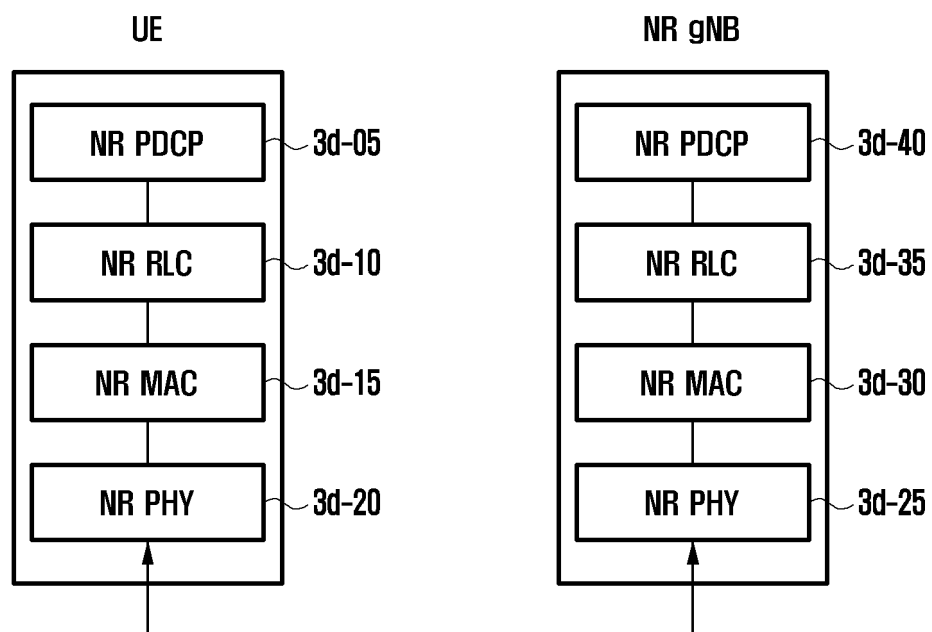 UE
NR gNB
NR PDCP
3d-05
NR PDCP
3d-40
NR RLC
3d-10
NR RLC
3d-35
NR MAC
3d-15
NR MAC
3d-30
NR PHY
3d-20
NR PHY
3d-25